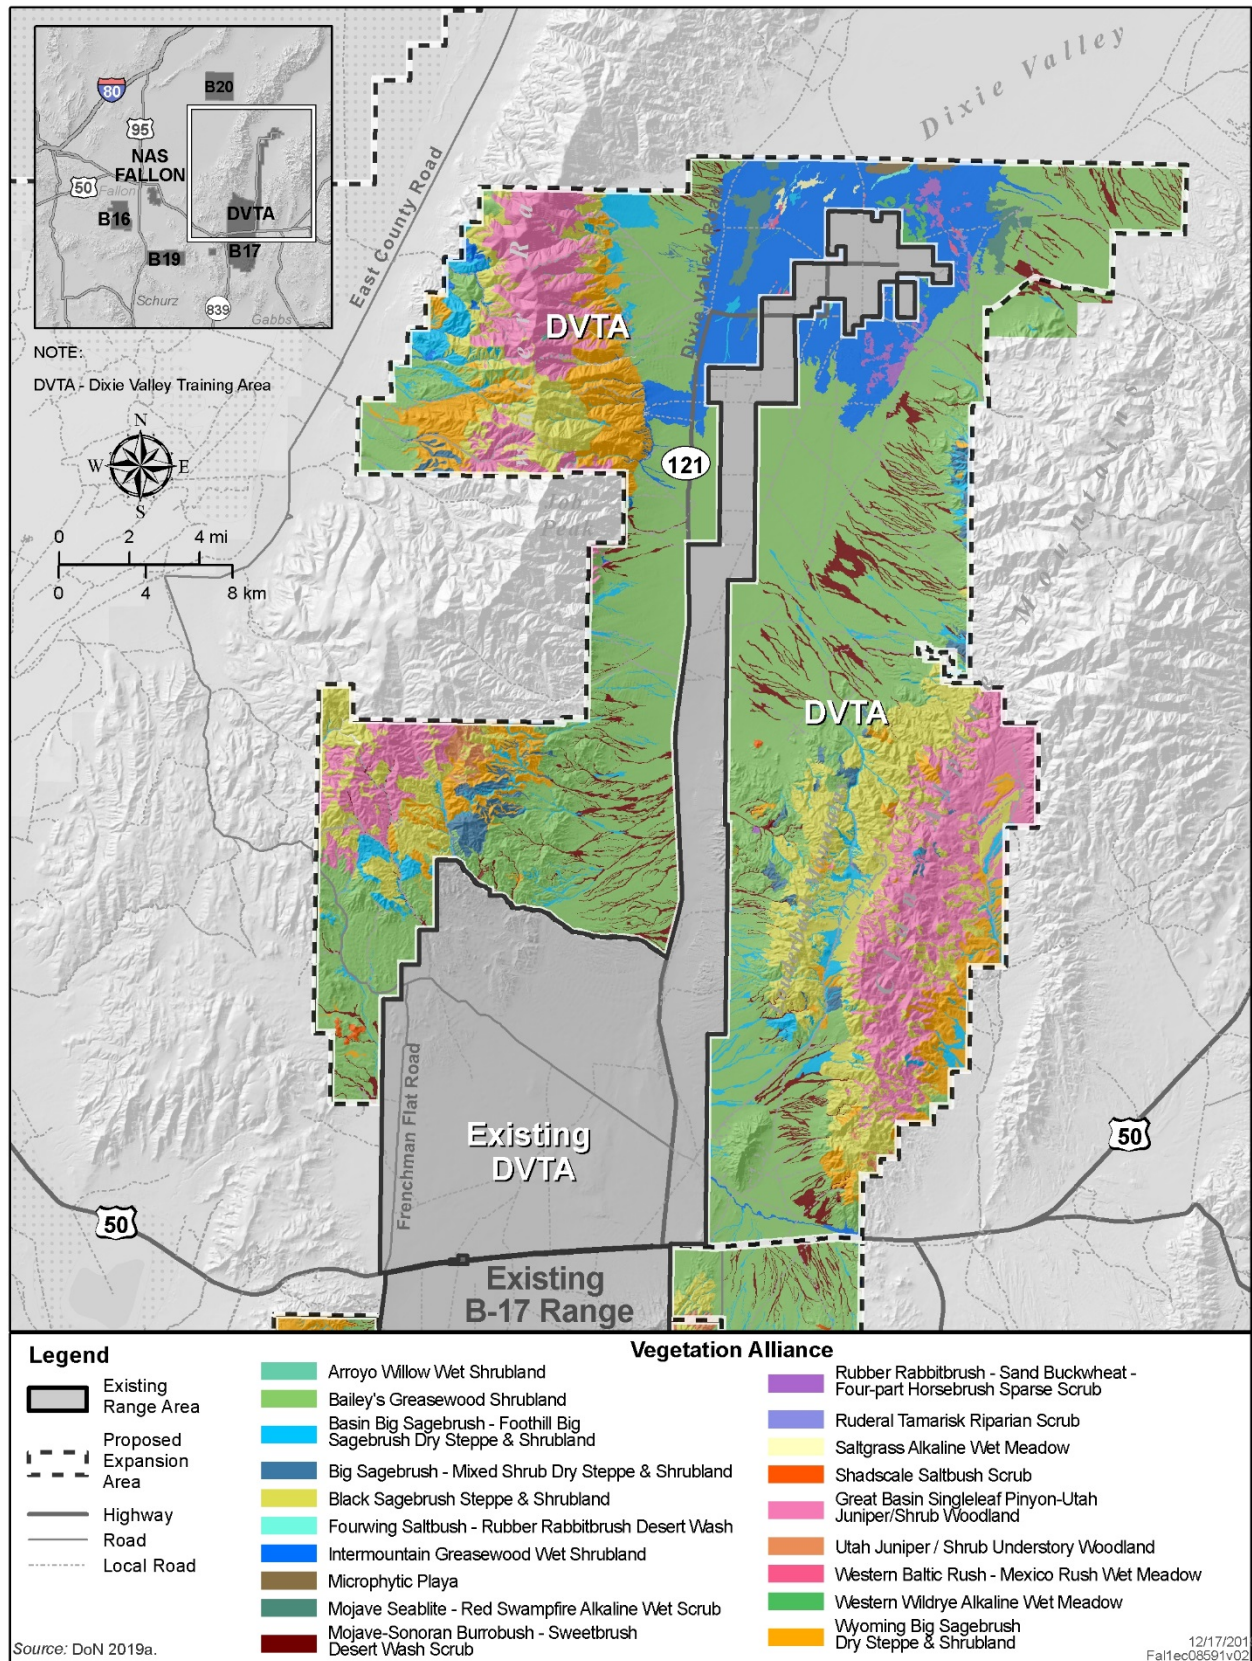 Dixie Valley
80
B20
95
NAS
FALLON
50
Fallon
B16
DVTA
B19
B17
Schurz
839
Gabbs
East County Road
NOTE:
DVTA - Dixie Valley Training Area
N
W
E
S
0 2 4 mi
0 4 8 km
DVTA
Dixie Valley
121
Mountains
DVTA
Frenchman Flat Road
Existing
DVTA
50
50
Existing
B-17 Range
Legend
Existing
Range Area
Proposed
Expansion
Area
Highway
Road
Local Road
Source: DoN 2019a.
Vegetation Alliance
Arroyo Willow Wet Shrubland
Bailey's Greasewood Shrubland
Basin Big Sagebrush - Foothill Big
Sagebrush Dry Steppe & Shrubland
Big Sagebrush - Mixed Shrub Dry Steppe & Shrubland
Black Sagebrush Steppe & Shrubland
Fourwing Saltbush - Rubber Rabbitbrush Desert Wash
Intermountain Greasewood Wet Shrubland
Microphytic Playa
Mojave Seablite - Red Swampfire Alkaline Wet Scrub
Mojave-Sonoran Burrobush - Sweetbrush
Desert Wash Scrub
Rubber Rabbitbrush - Sand Buckwheat -
Four-part Horsebrush Sparse Scrub
Ruderal Tamarisk Riparian Scrub
Saltgrass Alkaline Wet Meadow
Shadscale Saltbush Scrub
Great Basin Singleleaf Pinyon-Utah
Juniper/Shrub Woodland
Utah Juniper / Shrub Understory Woodland
Western Baltic Rush - Mexico Rush Wet Meadow
Western Wildrye Alkaline Wet Meadow
Wyoming Big Sagebrush
Dry Steppe & Shrubland
12/17/201
Fal1ec08591v02